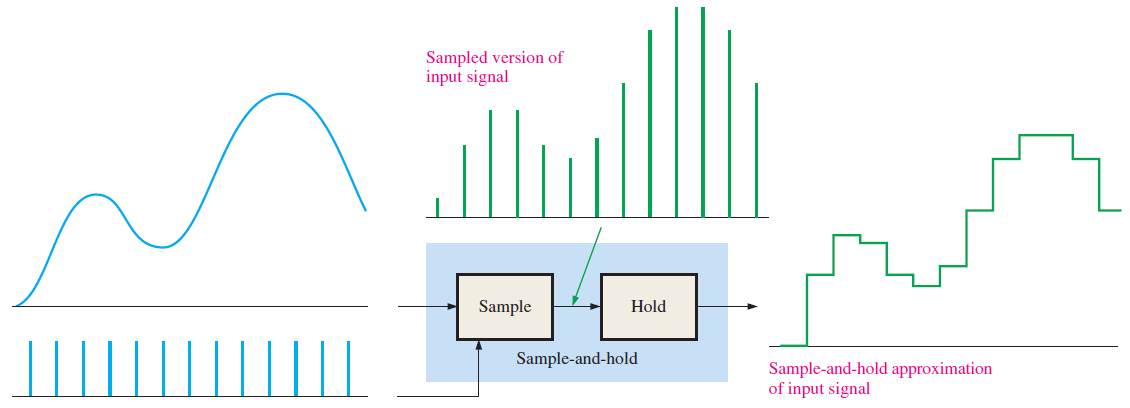 Sampled version of
input signal
Sample
Hold
Sample-and-hold
Sample-and-hold approximation
of input signal